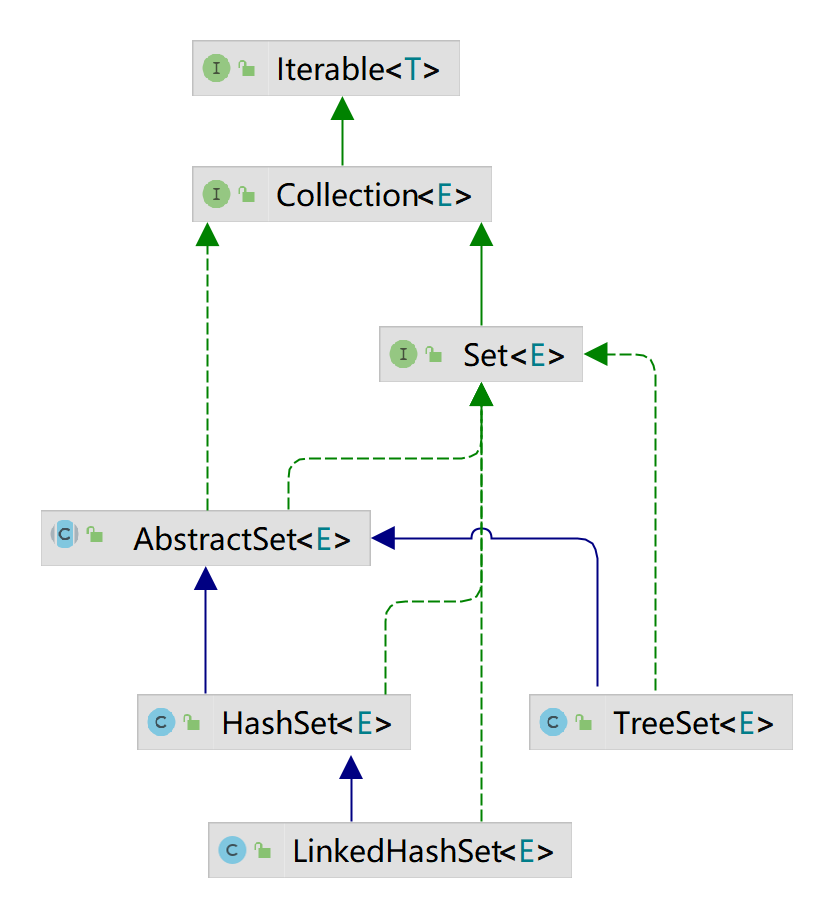 I Iterable<T>
I Collection<E>
I Set<E>
C AbstractSet<E>
C HashSet<E>
C TreeSet<E>
C LinkedHashSet<E>